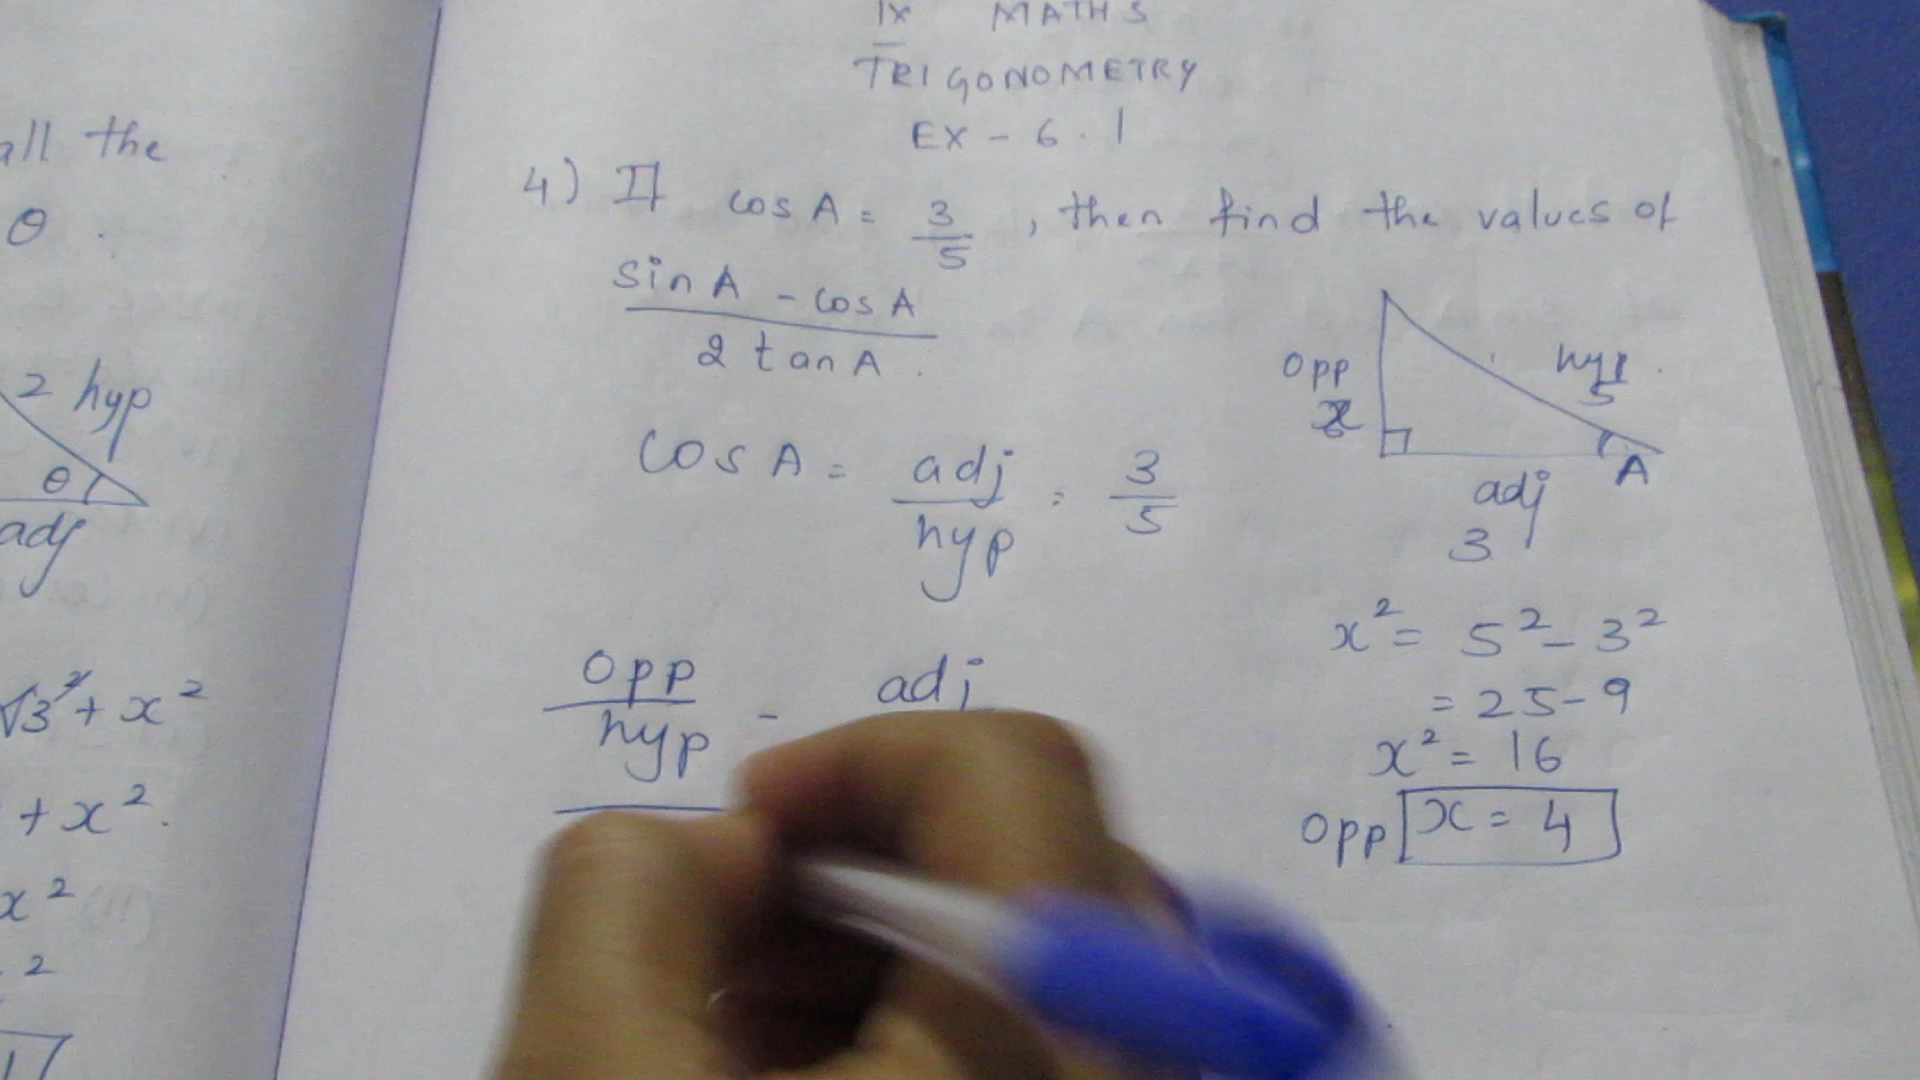 all the
θ .
2 hyp
θ
adj
√3² + x²
+ x².
x²
2
1
IX MATHS
TRIGONOMETRY
EX - 6.1
4) If cos A = 3/5, then find the values of
sin A - cos A
2 tan A .
opp
x
hyp.
5
A
adj
3
cos A = adj/hyp = 3/5
x² = 5² - 3²
= 25 - 9
x² = 16
opp x = 4
opp - adj
hyp